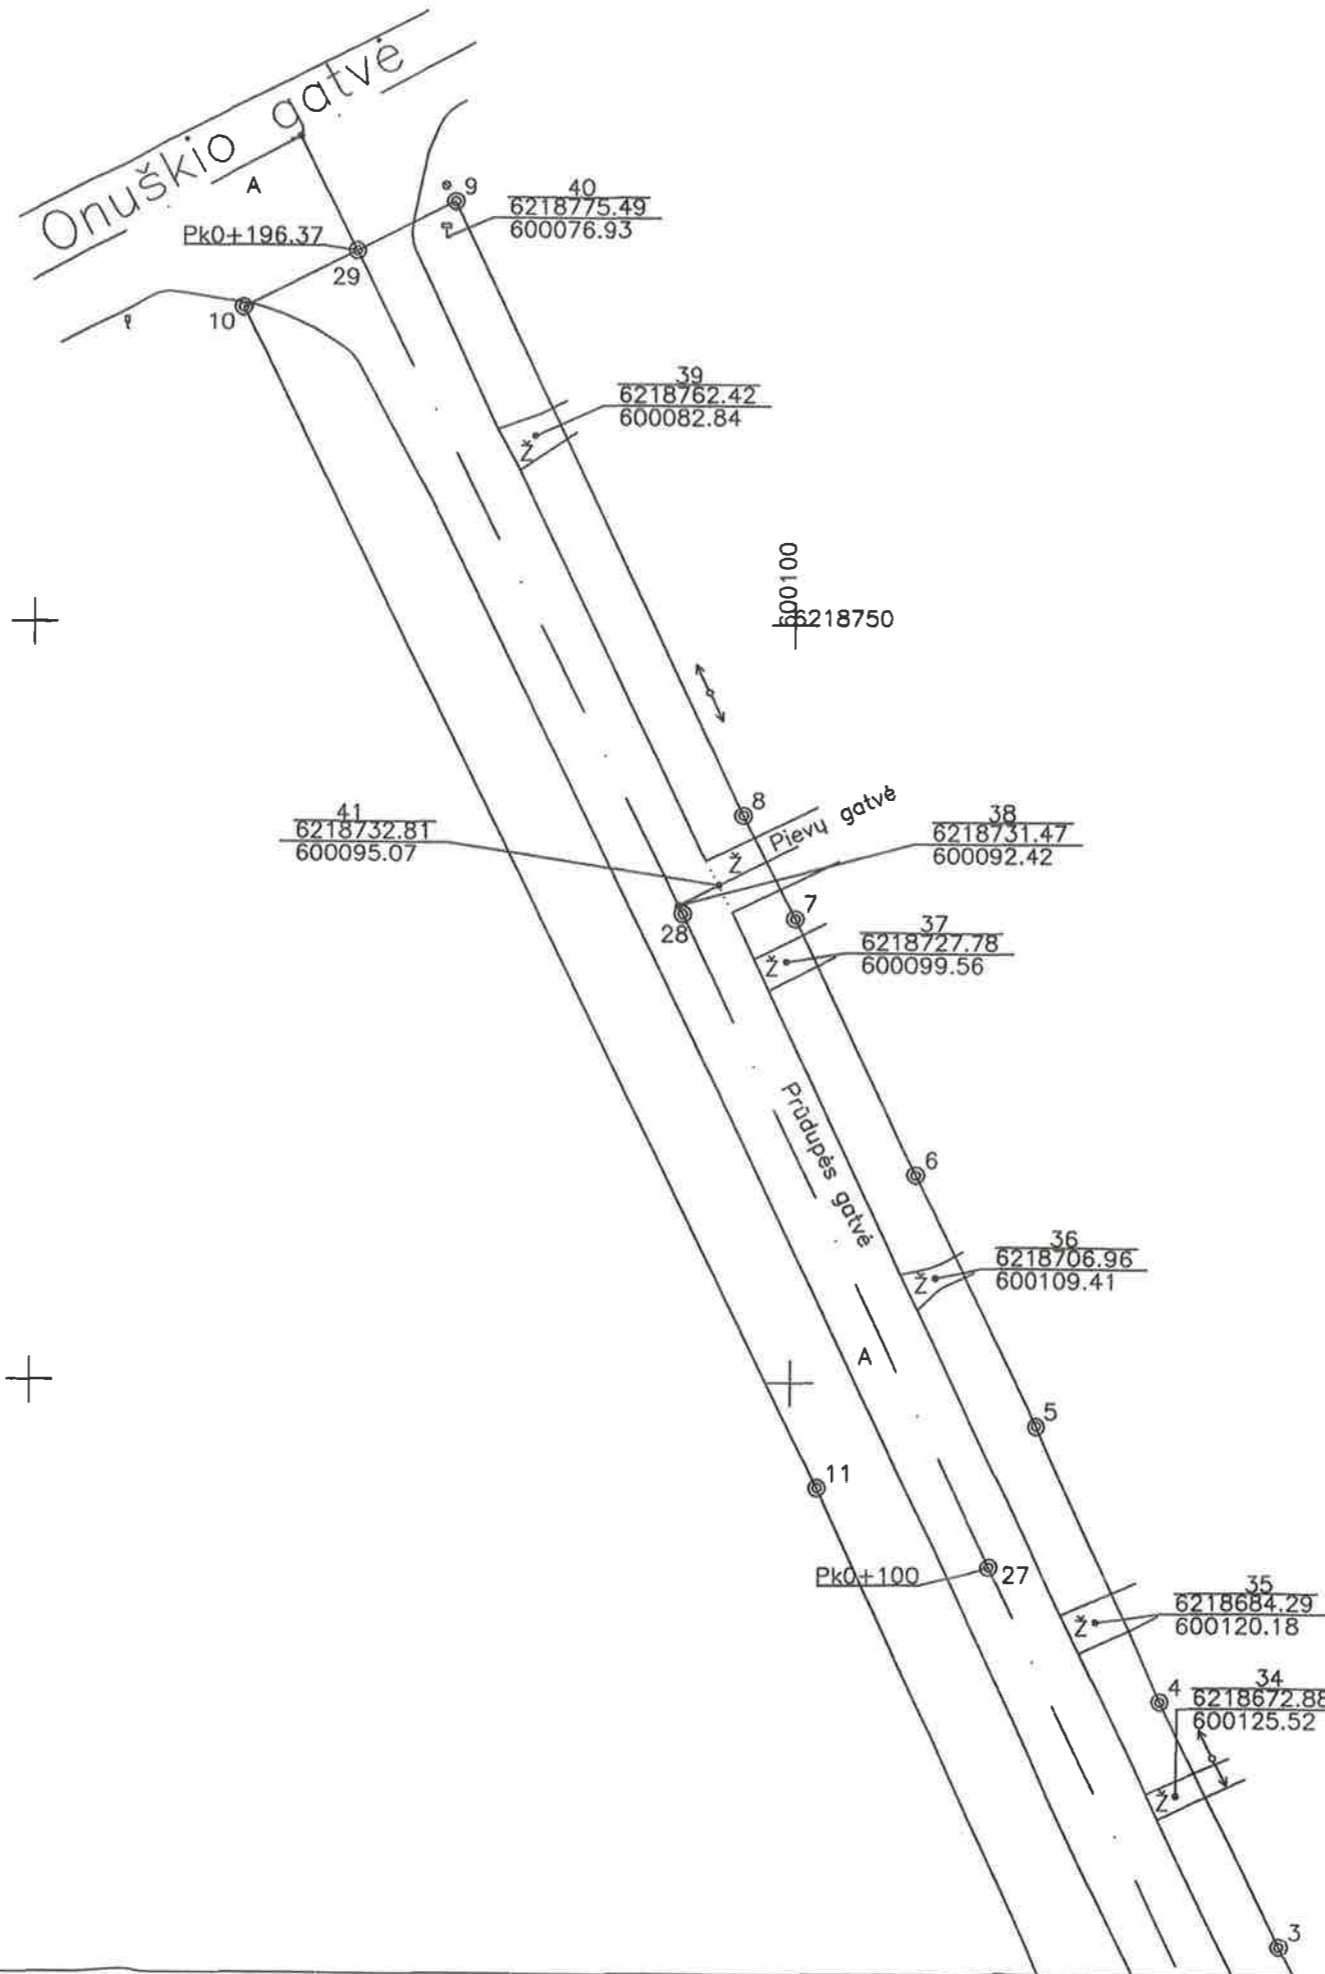 Onuškio gatvė
A
9
40
6218775.49
600076.93
Pk0+196.37
29
10
39
6218762.42
600082.84
Ž
600100
6218750
8
Pievų gatvė
41
6218732.81
600095.07
38
6218731.47
600092.42
Ž
7
28
37
6218727.78
600099.56
Ž
Prūdupės gatvė
6
36
6218706.96
600109.41
Ž
A
5
11
Pk0+100
27
35
6218684.29
600120.18
Ž
4
34
6218672.88
600125.52
Ž
3